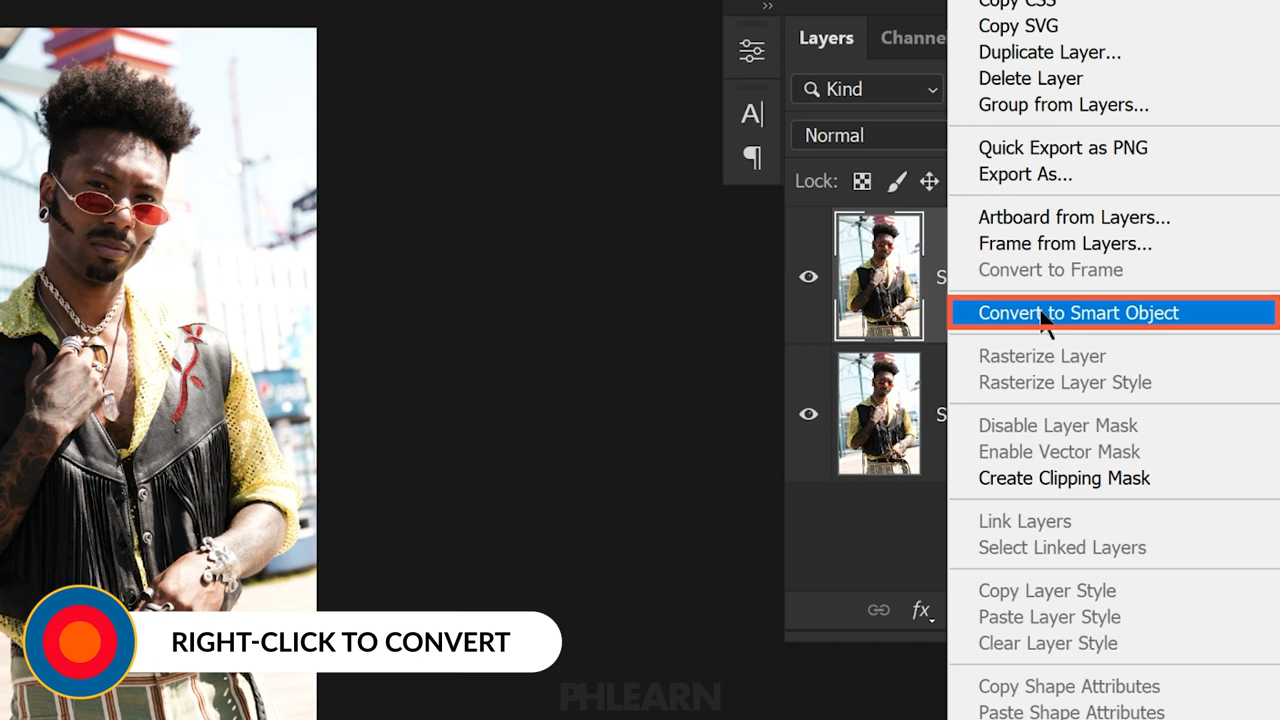 Layers
Channe
Kind
Normal
Lock:
S
S
fx
A
Copy CSS
Copy SVG
Duplicate Layer...
Delete Layer
Group from Layers...
Quick Export as PNG
Export As...
Artboard from Layers...
Frame from Layers...
Convert to Frame
Convert to Smart Object
Rasterize Layer
Rasterize Layer Style
Disable Layer Mask
Enable Vector Mask
Create Clipping Mask
Link Layers
Select Linked Layers
Copy Layer Style
Paste Layer Style
Clear Layer Style
Copy Shape Attributes
Paste Shape Attributes
RIGHT-CLICK TO CONVERT
PHLEARN